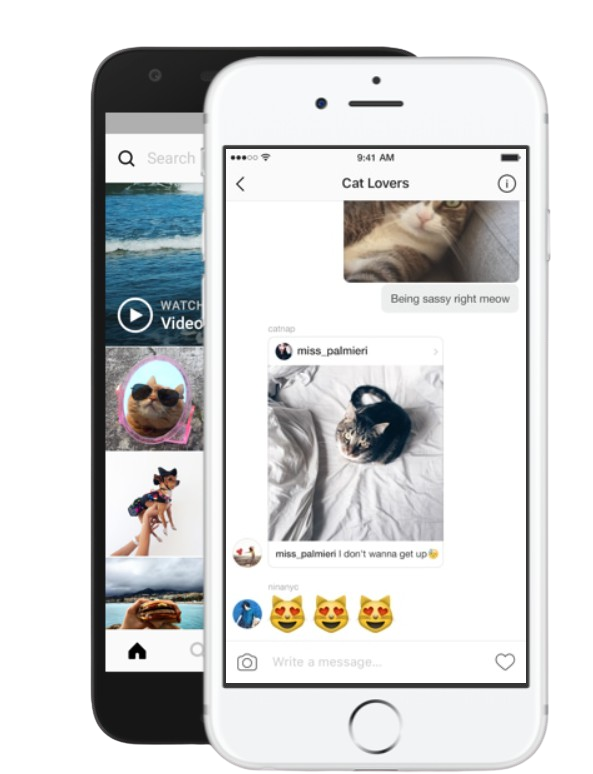 Search
WATCH
Video
9:41 AM
Cat Lovers
Being sassy right meow
catnap
miss_palmieri
miss_palmieri I don't wanna get up
ninanyc
Write a message...